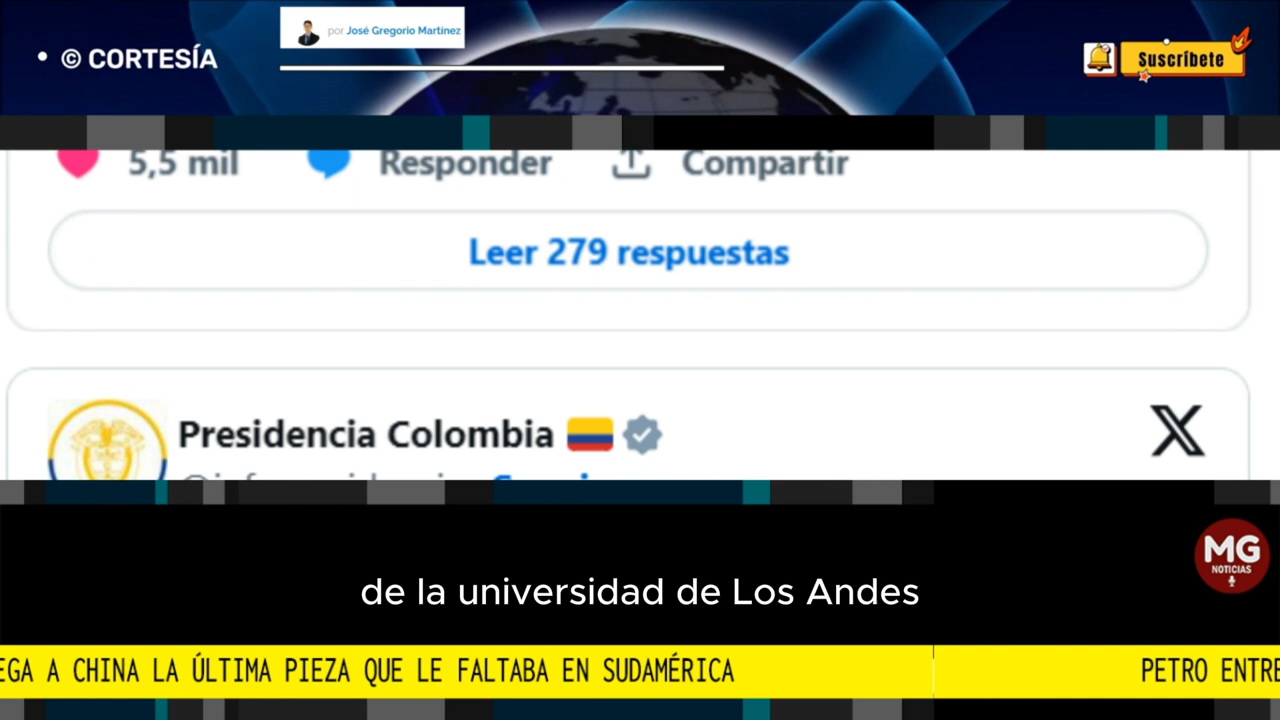 • © CORTESÍA
por José Gregorio Martínez
Suscríbete
5,5 mil
Responder
Compartir
Leer 279 respuestas
Presidencia Colombia
MG
NOTICIAS
de la universidad de Los Andes
EGA A CHINA LA ÚLTIMA PIEZA QUE LE FALTABA EN SUDAMÉRICA
PETRO ENTRE